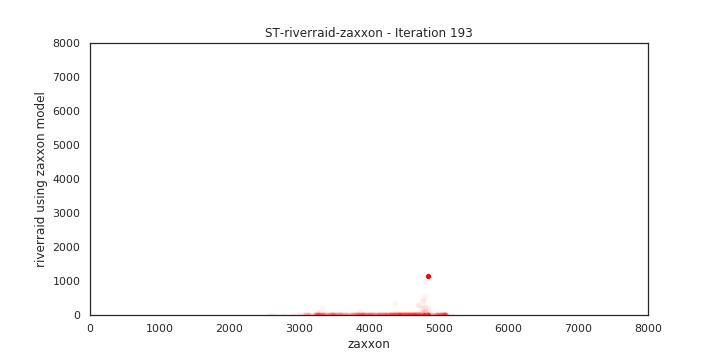 ST-riverraid-zaxxon - Iteration 193
8000
7000
6000
5000
4000
3000
2000
1000
0
riverraid using zaxxon model
0 1000 2000 3000 4000 5000 6000 7000 8000
zaxxon